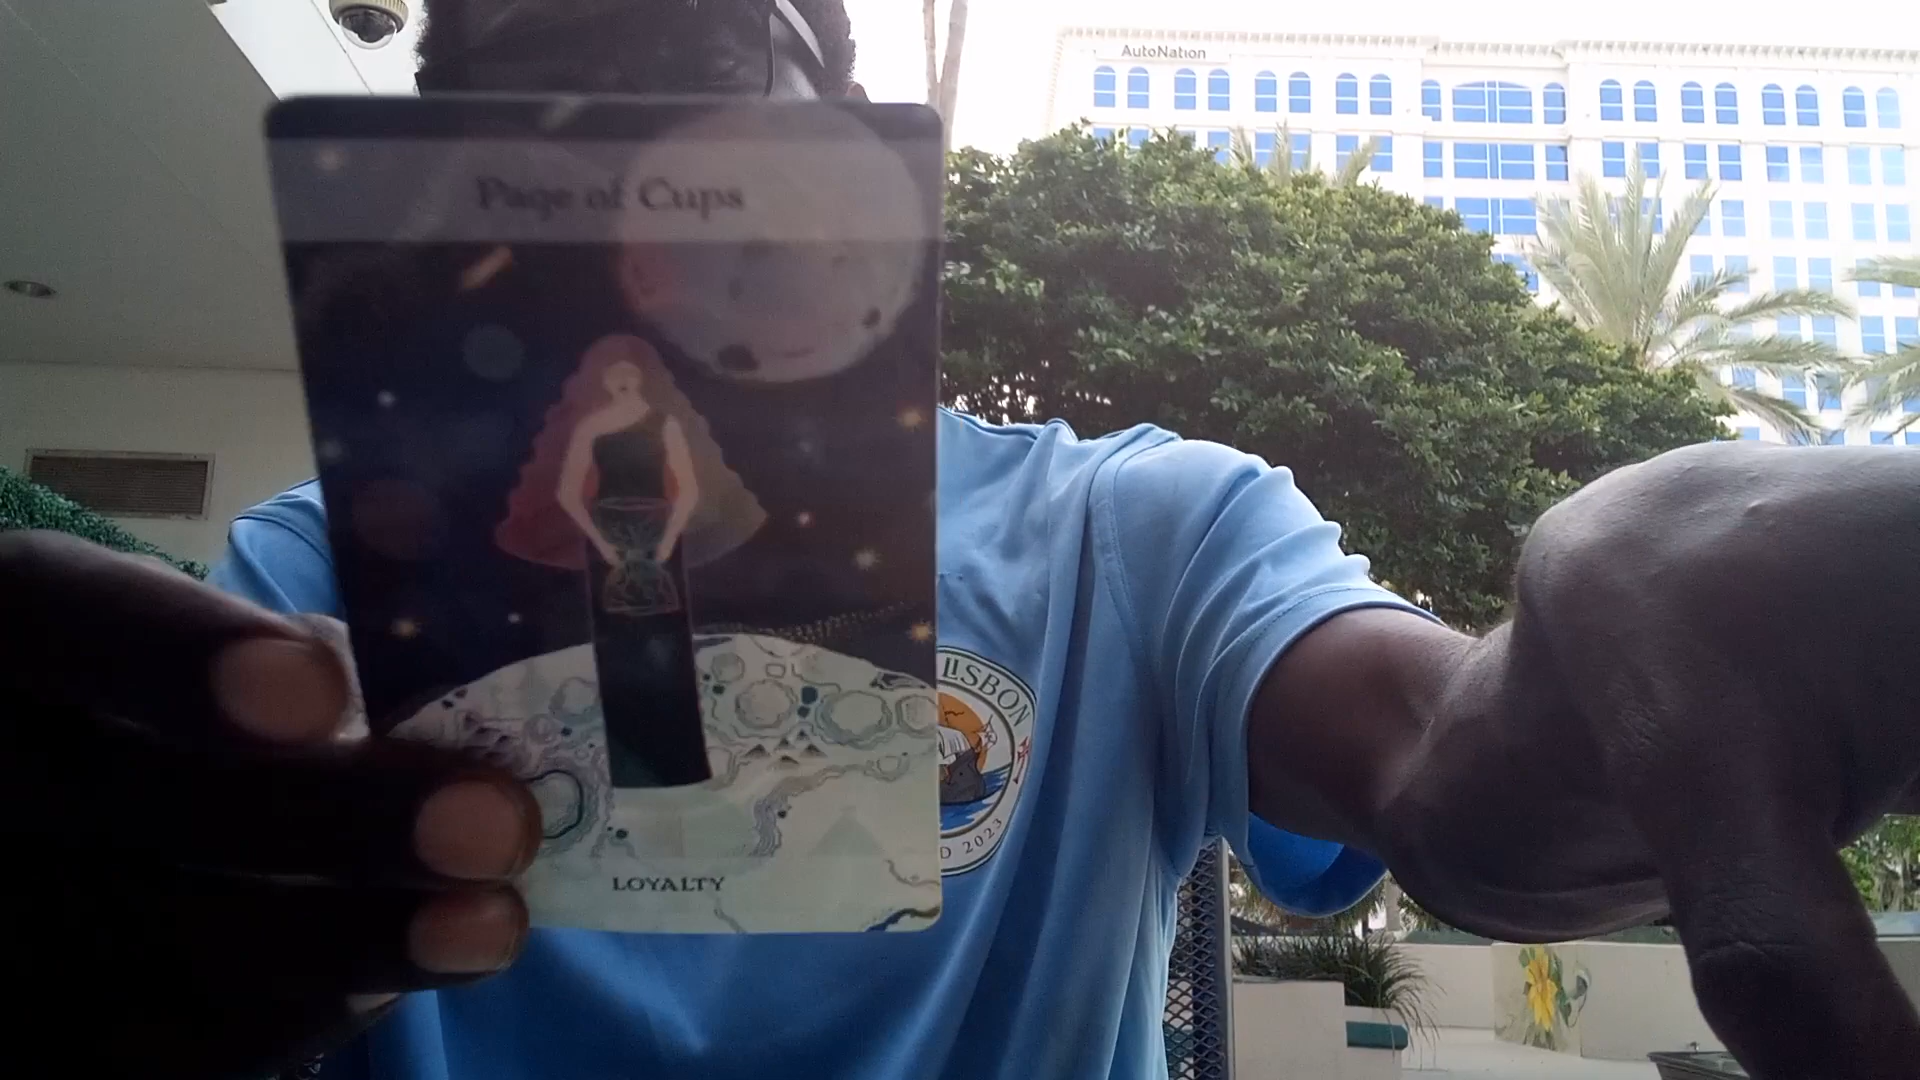 AutoNation
Page of Cups
LISBON
D 2023
LOYALTY